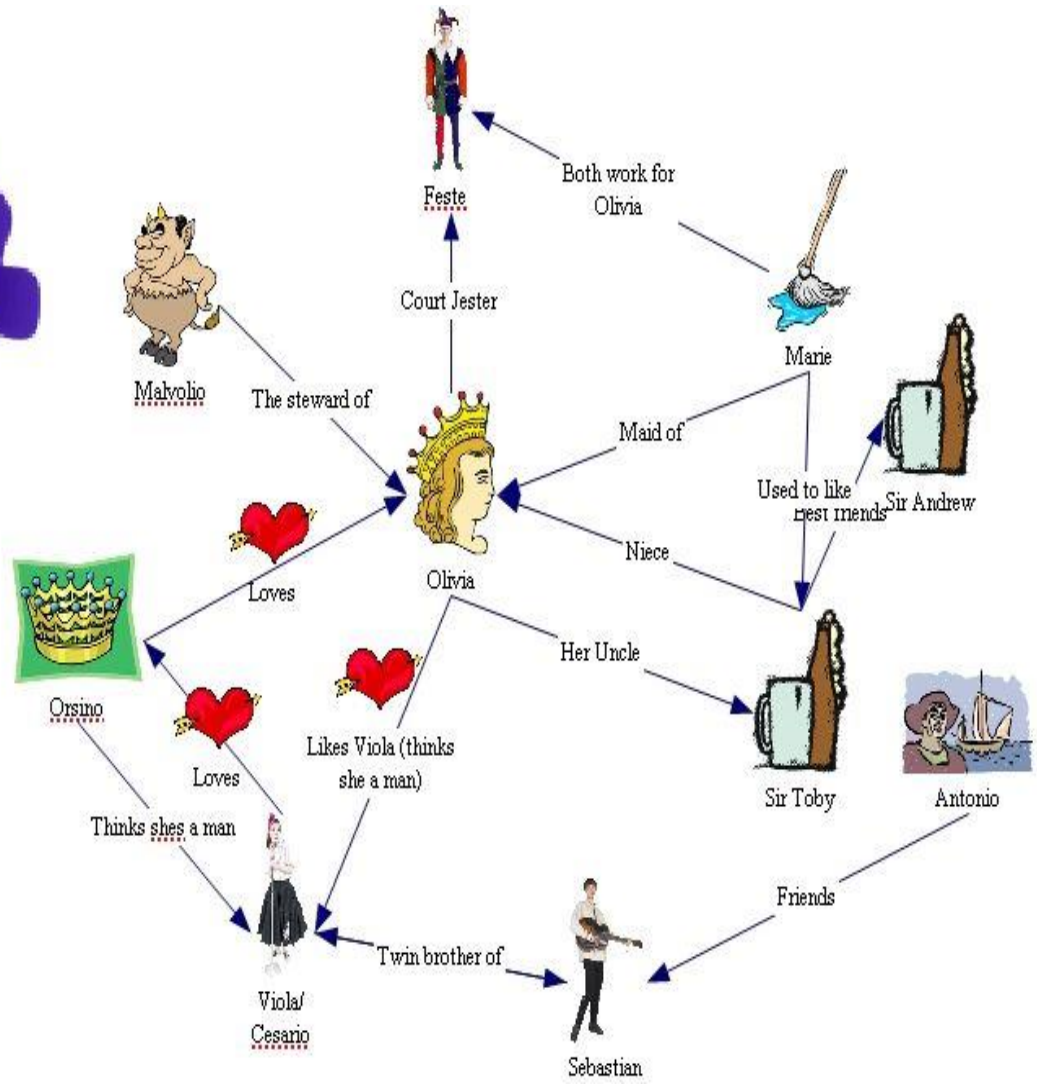 Feste
Both work for
Olivia
Court Jester
Marie
Malvolio
The steward of
Maid of
Used to like
Best friends
Sir Andrew
Niece
Loves
Olivia
Her Uncle
Orsino
Likes Viola (thinks
she a man)
Loves
Sir Toby
Antonio
Thinks shes a man
Friends
Twin brother of
Viola/
Cesario
Sebastian